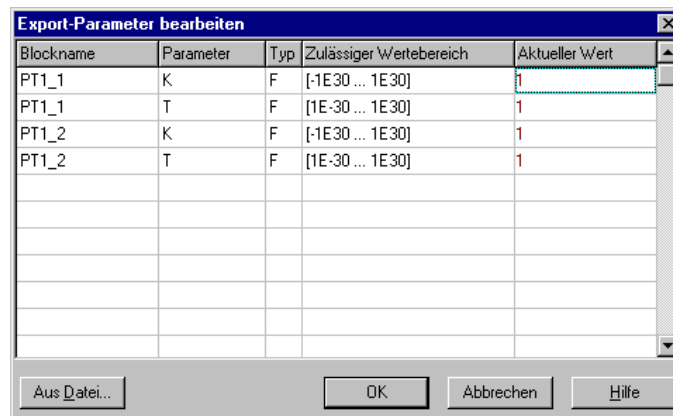 Export-Parameter bearbeiten
Blockname Parameter Typ Zulässiger Wertebereich Aktueller Wert
PT1_1 K F [-1E30 ... 1E30] 1
PT1_1 T F [1E-30 ... 1E30] 1
PT1_2 K F [-1E30 ... 1E30] 1
PT1_2 T F [1E-30 ... 1E30] 1
Aus Datei... OK Abbrechen Hilfe